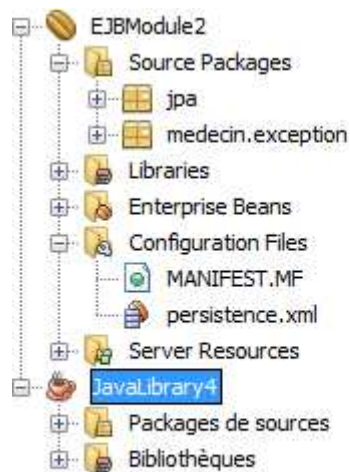 EJBModule2
Source Packages
jpa
medecin.exception
Libraries
Enterprise Beans
Configuration Files
MANIFEST.MF
persistence.xml
Server Resources
JavaLibrary4
Packages de sources
Bibliothèques